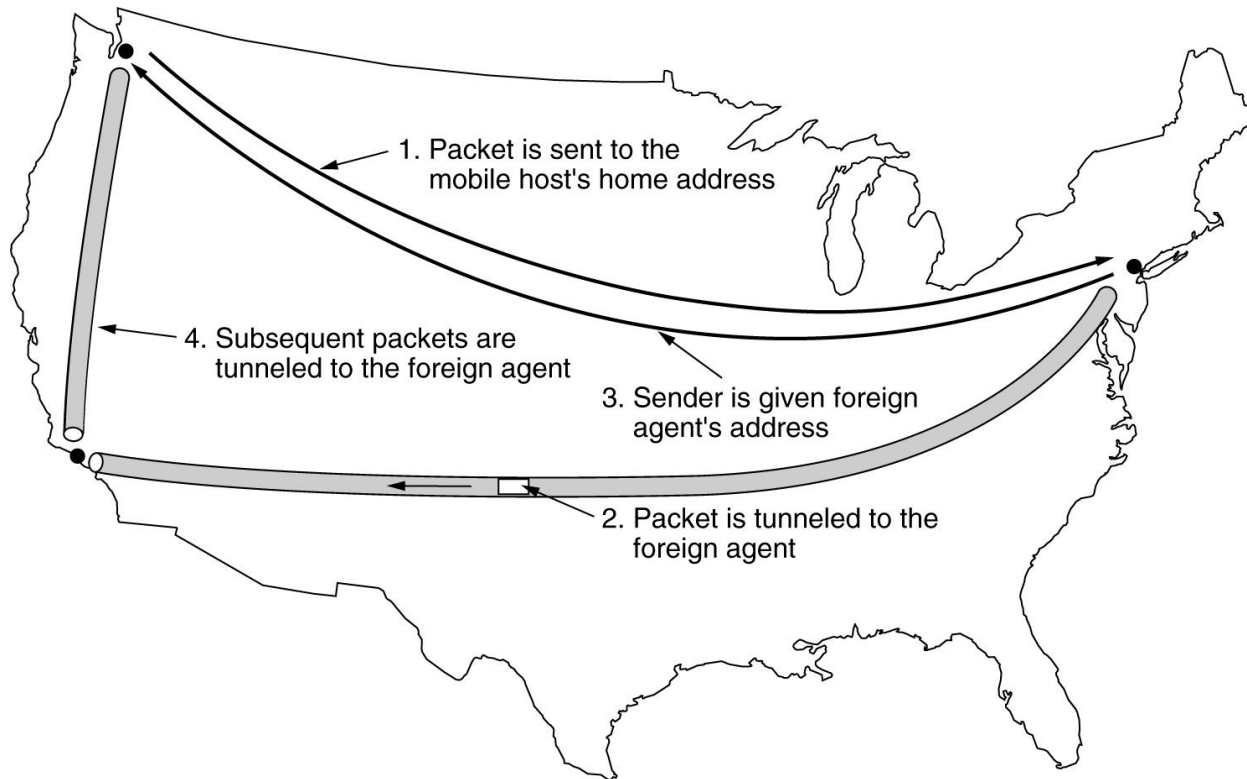 1. Packet is sent to the
mobile host's home address
4. Subsequent packets are
tunneled to the foreign agent
3. Sender is given foreign
agent's address
2. Packet is tunneled to the
foreign agent